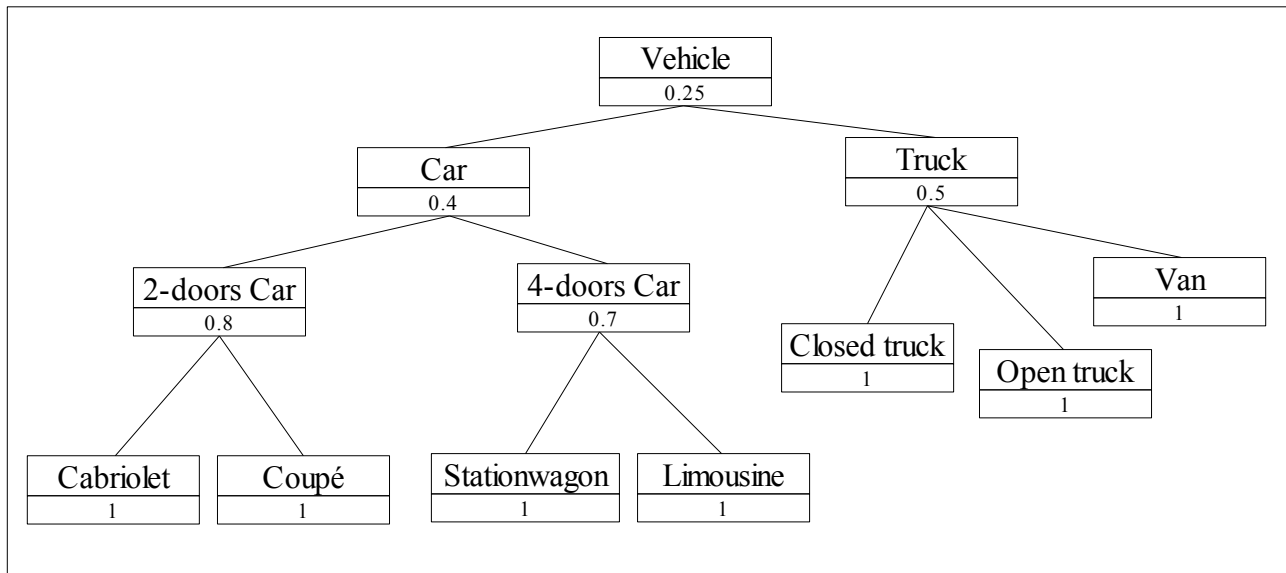 Vehicle
0.25
Car
0.4
Truck
0.5
2-doors Car
0.8
4-doors Car
0.7
Van
1
Closed truck
1
Open truck
1
Cabriolet
1
Coupé
1
Stationwagon
1
Limousine
1